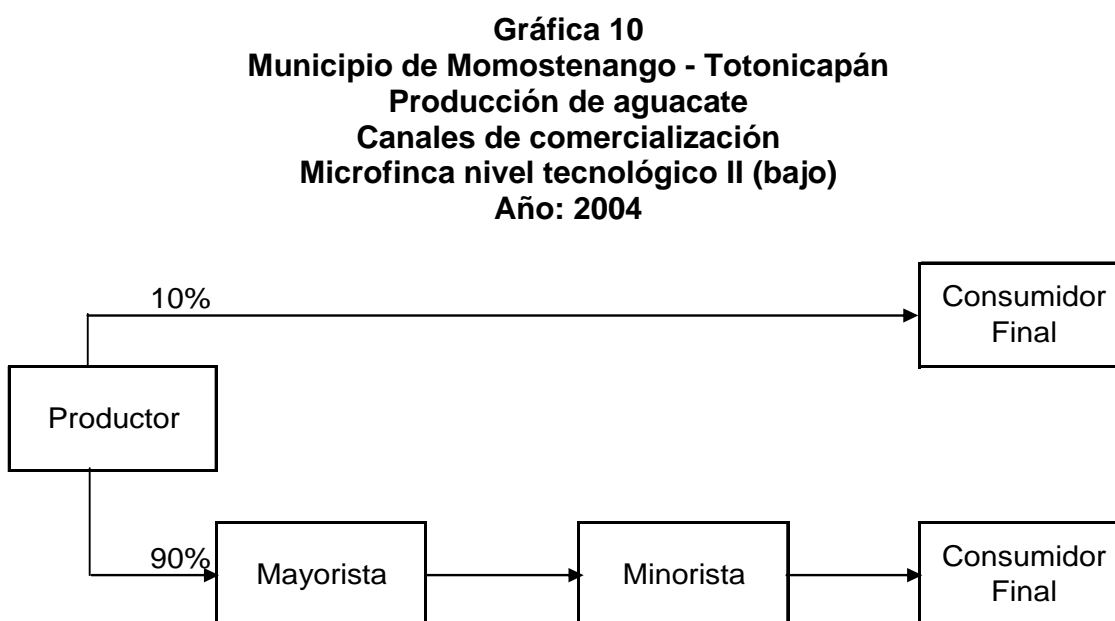 Gráfica 10
Municipio de Momostenango - Totonicapán
Producción de aguacate
Canales de comercialización
Microfinca nivel tecnológico II (bajo)
Año: 2004
10%
Consumidor
Final
Productor
90%
Mayorista
Minorista
Consumidor
Final